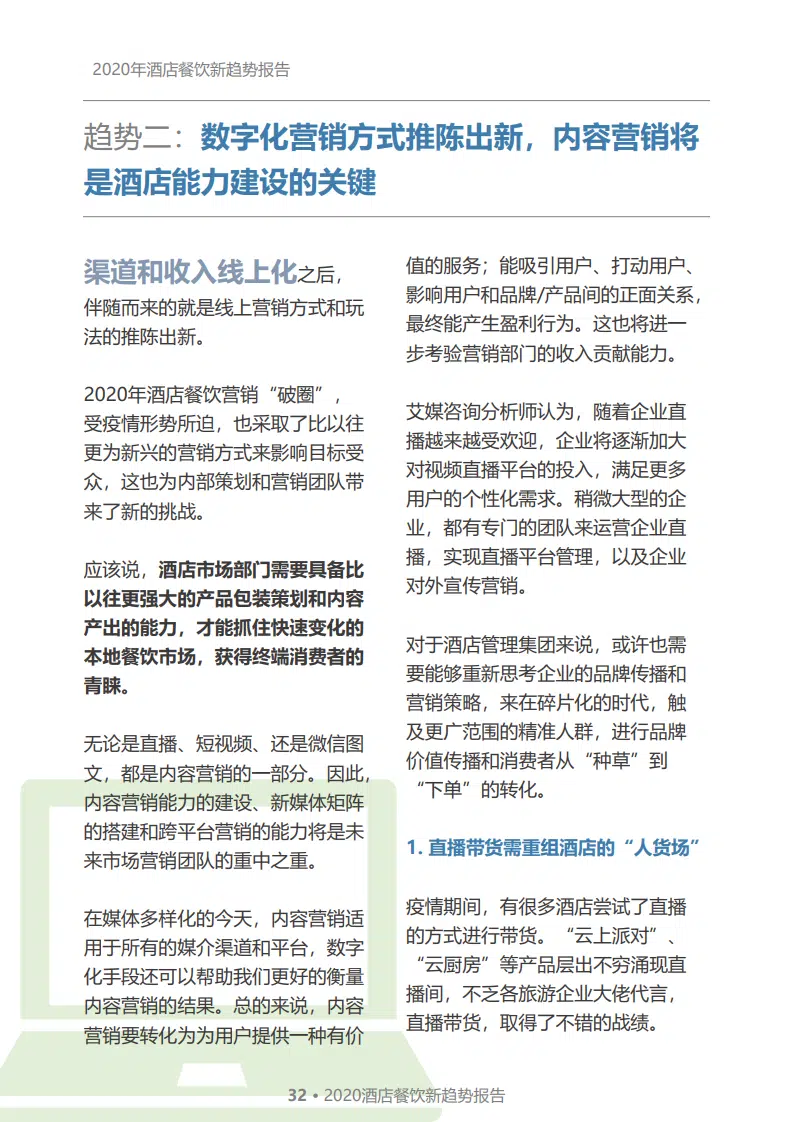 2020年酒店餐饮新趋势报告
趋势二：数字化营销方式推陈出新，内容营销将
是酒店能力建设的关键
渠道和收入线上化之后，
伴随而来的就是线上营销方式和玩
法的推陈出新。
2020年酒店餐饮营销“破圈”，
受疫情形势所迫，也采取了比以往
更为新兴的营销方式来影响目标受
众，这也为内部策划和营销团队带
来了新的挑战。
应该说，酒店市场部门需要具备比
以往更强大的产品包装策划和内容
产出的能力，才能抓住快速变化的
本地餐饮市场，获得终端消费者的
青睐。
无论是直播、短视频、还是微信图
文，都是内容营销的一部分。因此，
内容营销能力的建设、新媒体矩阵
的搭建和跨平台营销的能力将是未
来市场营销团队的重中之重。
在媒体多样化的今天，内容营销适
用于所有的媒介渠道和平台，数字
化手段还可以帮助我们更好的衡量
内容营销的结果。总的来说，内容
营销要转化为为用户提供一种有价
值的服务；能吸引用户、打动用户、
影响用户和品牌/产品间的正面关系，
最终能产生盈利行为。这也将进一
步考验营销部门的收入贡献能力。
艾媒咨询分析师认为，随着企业直
播越来越受欢迎，企业将逐渐加大
对视频直播平台的投入，满足更多
用户的个性化需求。稍微大型的企
业，都有专门的团队来运营企业直
播，实现直播平台管理，以及企业
对外宣传营销。
对于酒店管理集团来说，或许也需
要能够重新思考企业的品牌传播和
营销策略，来在碎片化的时代，触
及更广范围的精准人群，进行品牌
价值传播和消费者从“种草”到
“下单”的转化。
1. 直播带货需重组酒店的“人货场”
疫情期间，有很多酒店尝试了直播
的方式进行带货。“云上派对”、
“云厨房”等产品层出不穷涌现直
播间，不乏各旅游企业大佬代言，
直播带货，取得了不错的战绩。
32 • 2020酒店餐饮新趋势报告